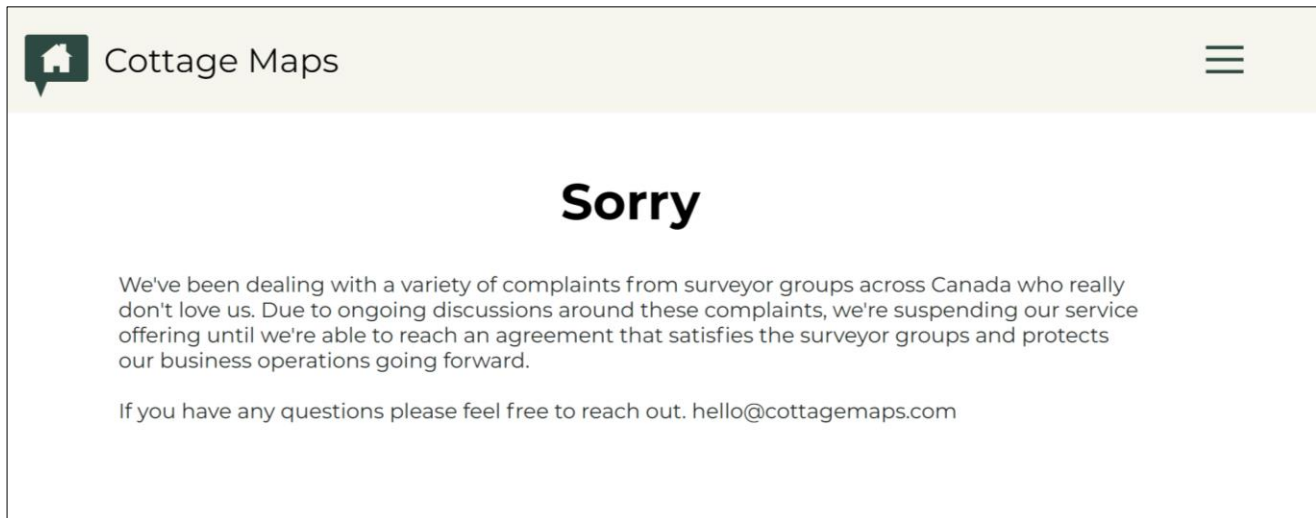 Cottage Maps
Sorry
We've been dealing with a variety of complaints from surveyor groups across Canada who really
don't love us. Due to ongoing discussions around these complaints, we're suspending our service
offering until we're able to reach an agreement that satisfies the surveyor groups and protects
our business operations going forward.
If you have any questions please feel free to reach out. hello@cottagemaps.com